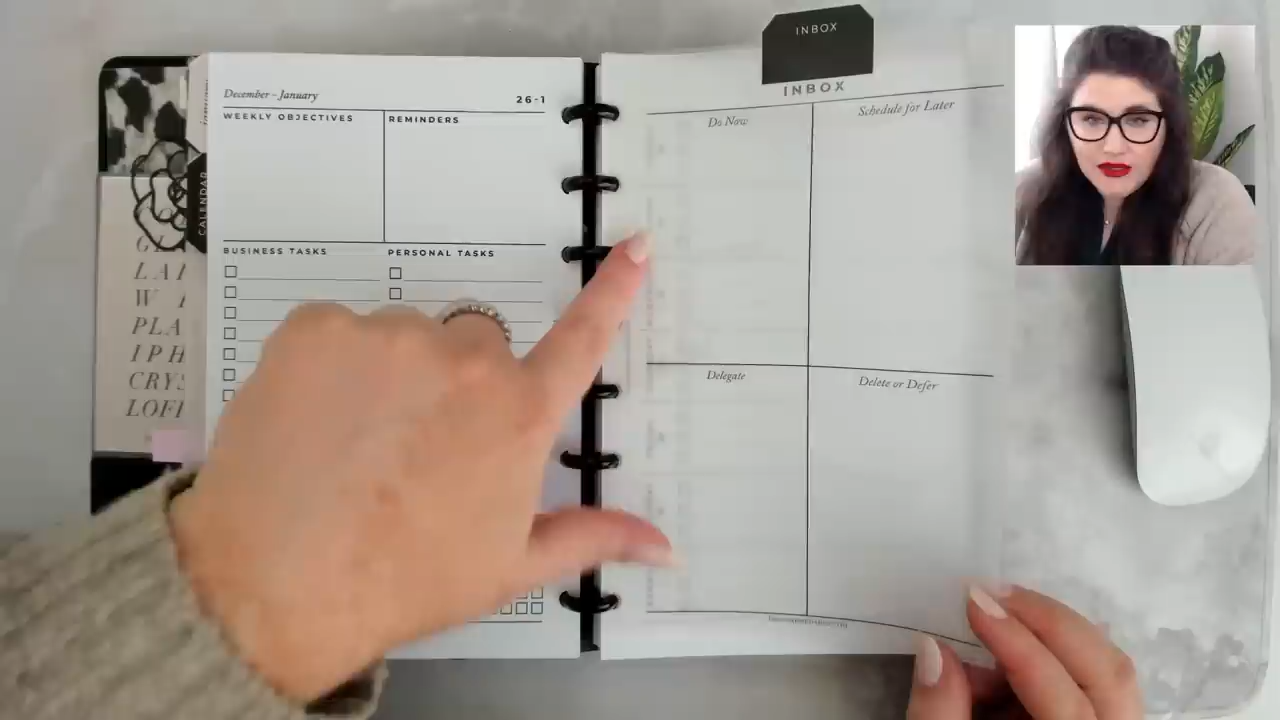 December - January
26-1
WEEKLY OBJECTIVES
REMINDERS
BUSINESS TASKS
PERSONAL TASKS
CALENDAR
INBOX
INBOX
Do Now
Schedule for Later
Delegate
Delete or Defer